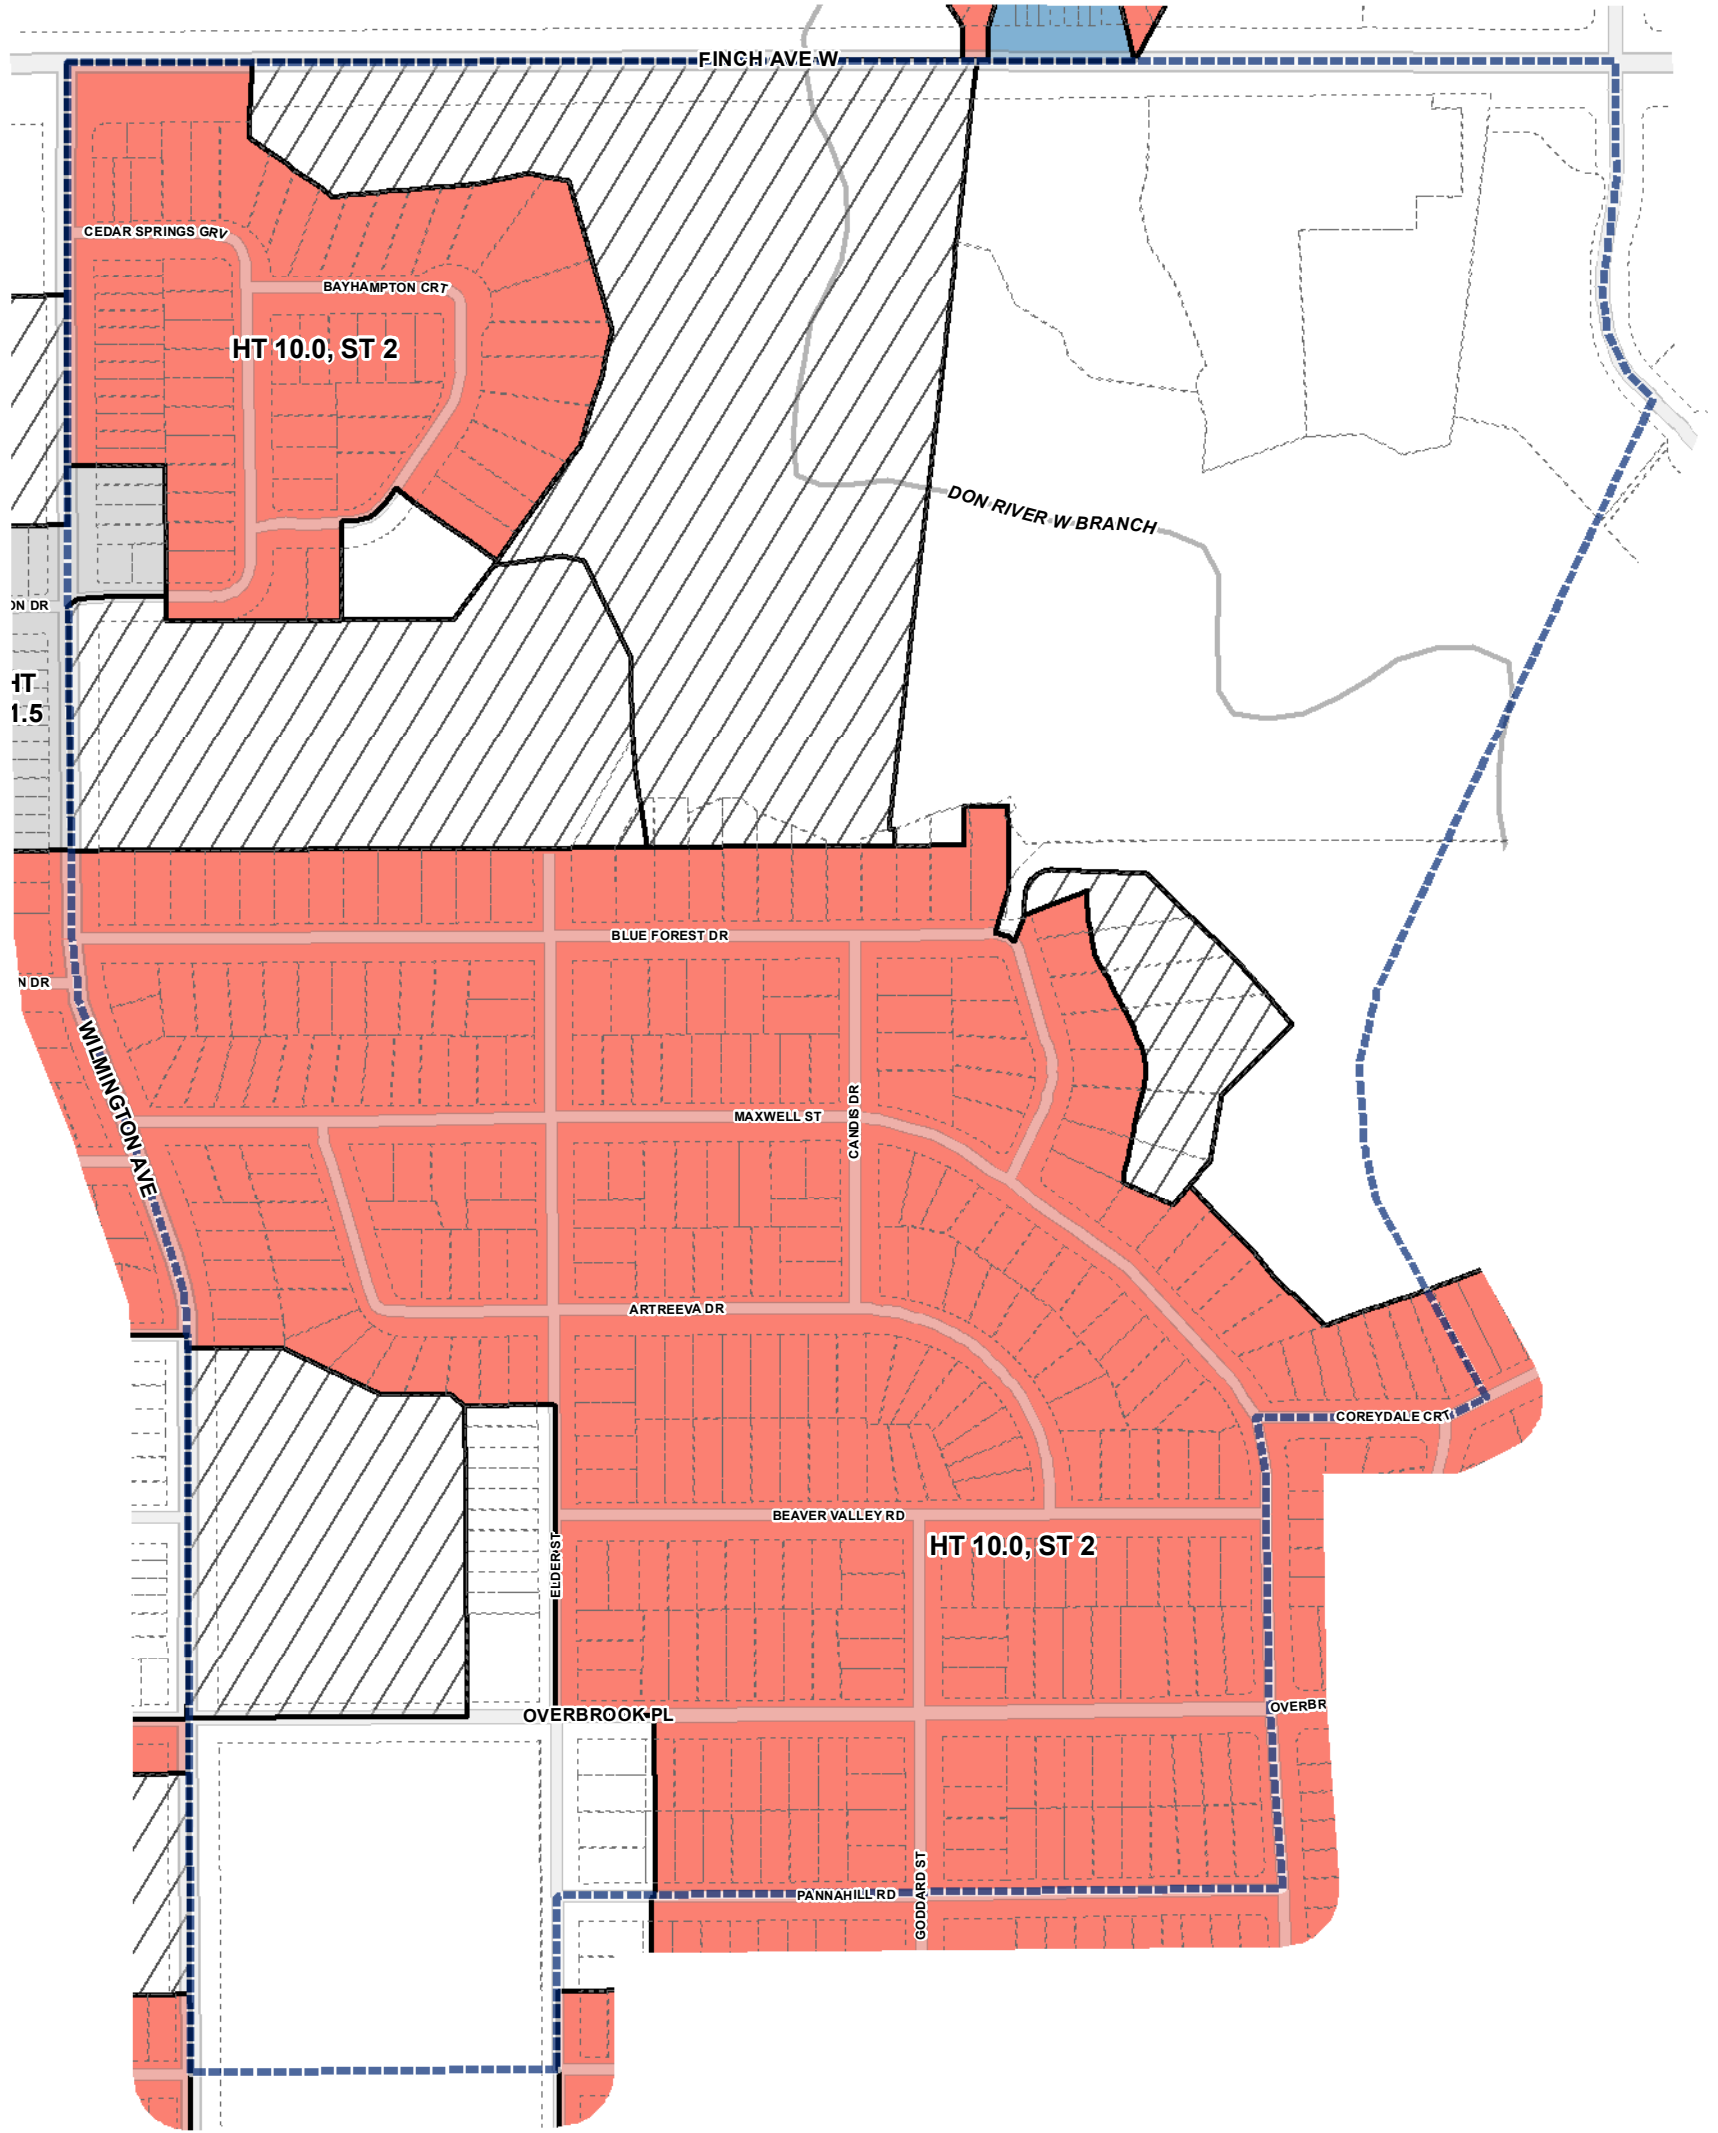 FINCH AVE W
CEDAR SPRINGS GRV
BAYHAMPTON CRT
HT 10.0, ST 2
DON RIVER W BRANCH
ON DR
HT
1.5
BLUE FOREST DR
N DR
WILMINGTON AVE
MAXWELL ST
CANDIS DR
ARTREEVA DR
COREYDALE CRT
BEAVER VALLEY RD
HT 10.0, ST 2
ELDER ST
OVERBR
OVERBROOK PL
GODDARD ST
PANNAHILL RD